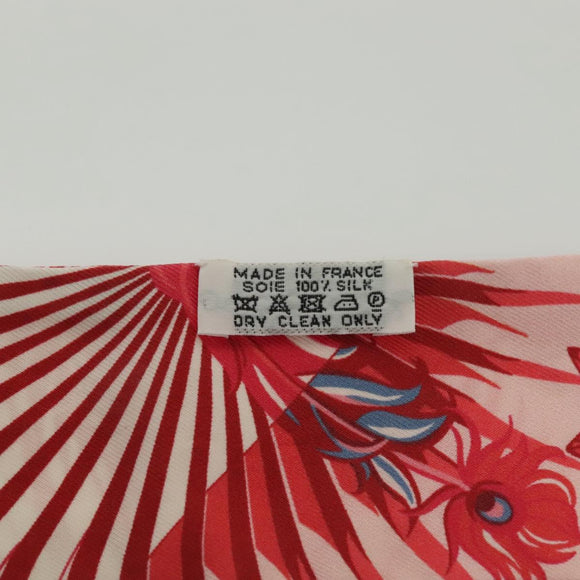 MADE IN FRANCE
SOIE 100% SILK
P
DRY CLEAN ONLY